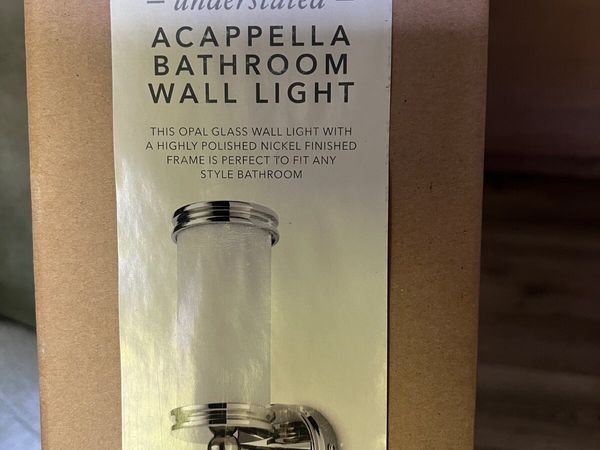 — understated —
ACAPPELLA
BATHROOM
WALL LIGHT
THIS OPAL GLASS WALL LIGHT WITH
A HIGHLY POLISHED NICKEL FINISHED
FRAME IS PERFECT TO FIT ANY
STYLE BATHROOM